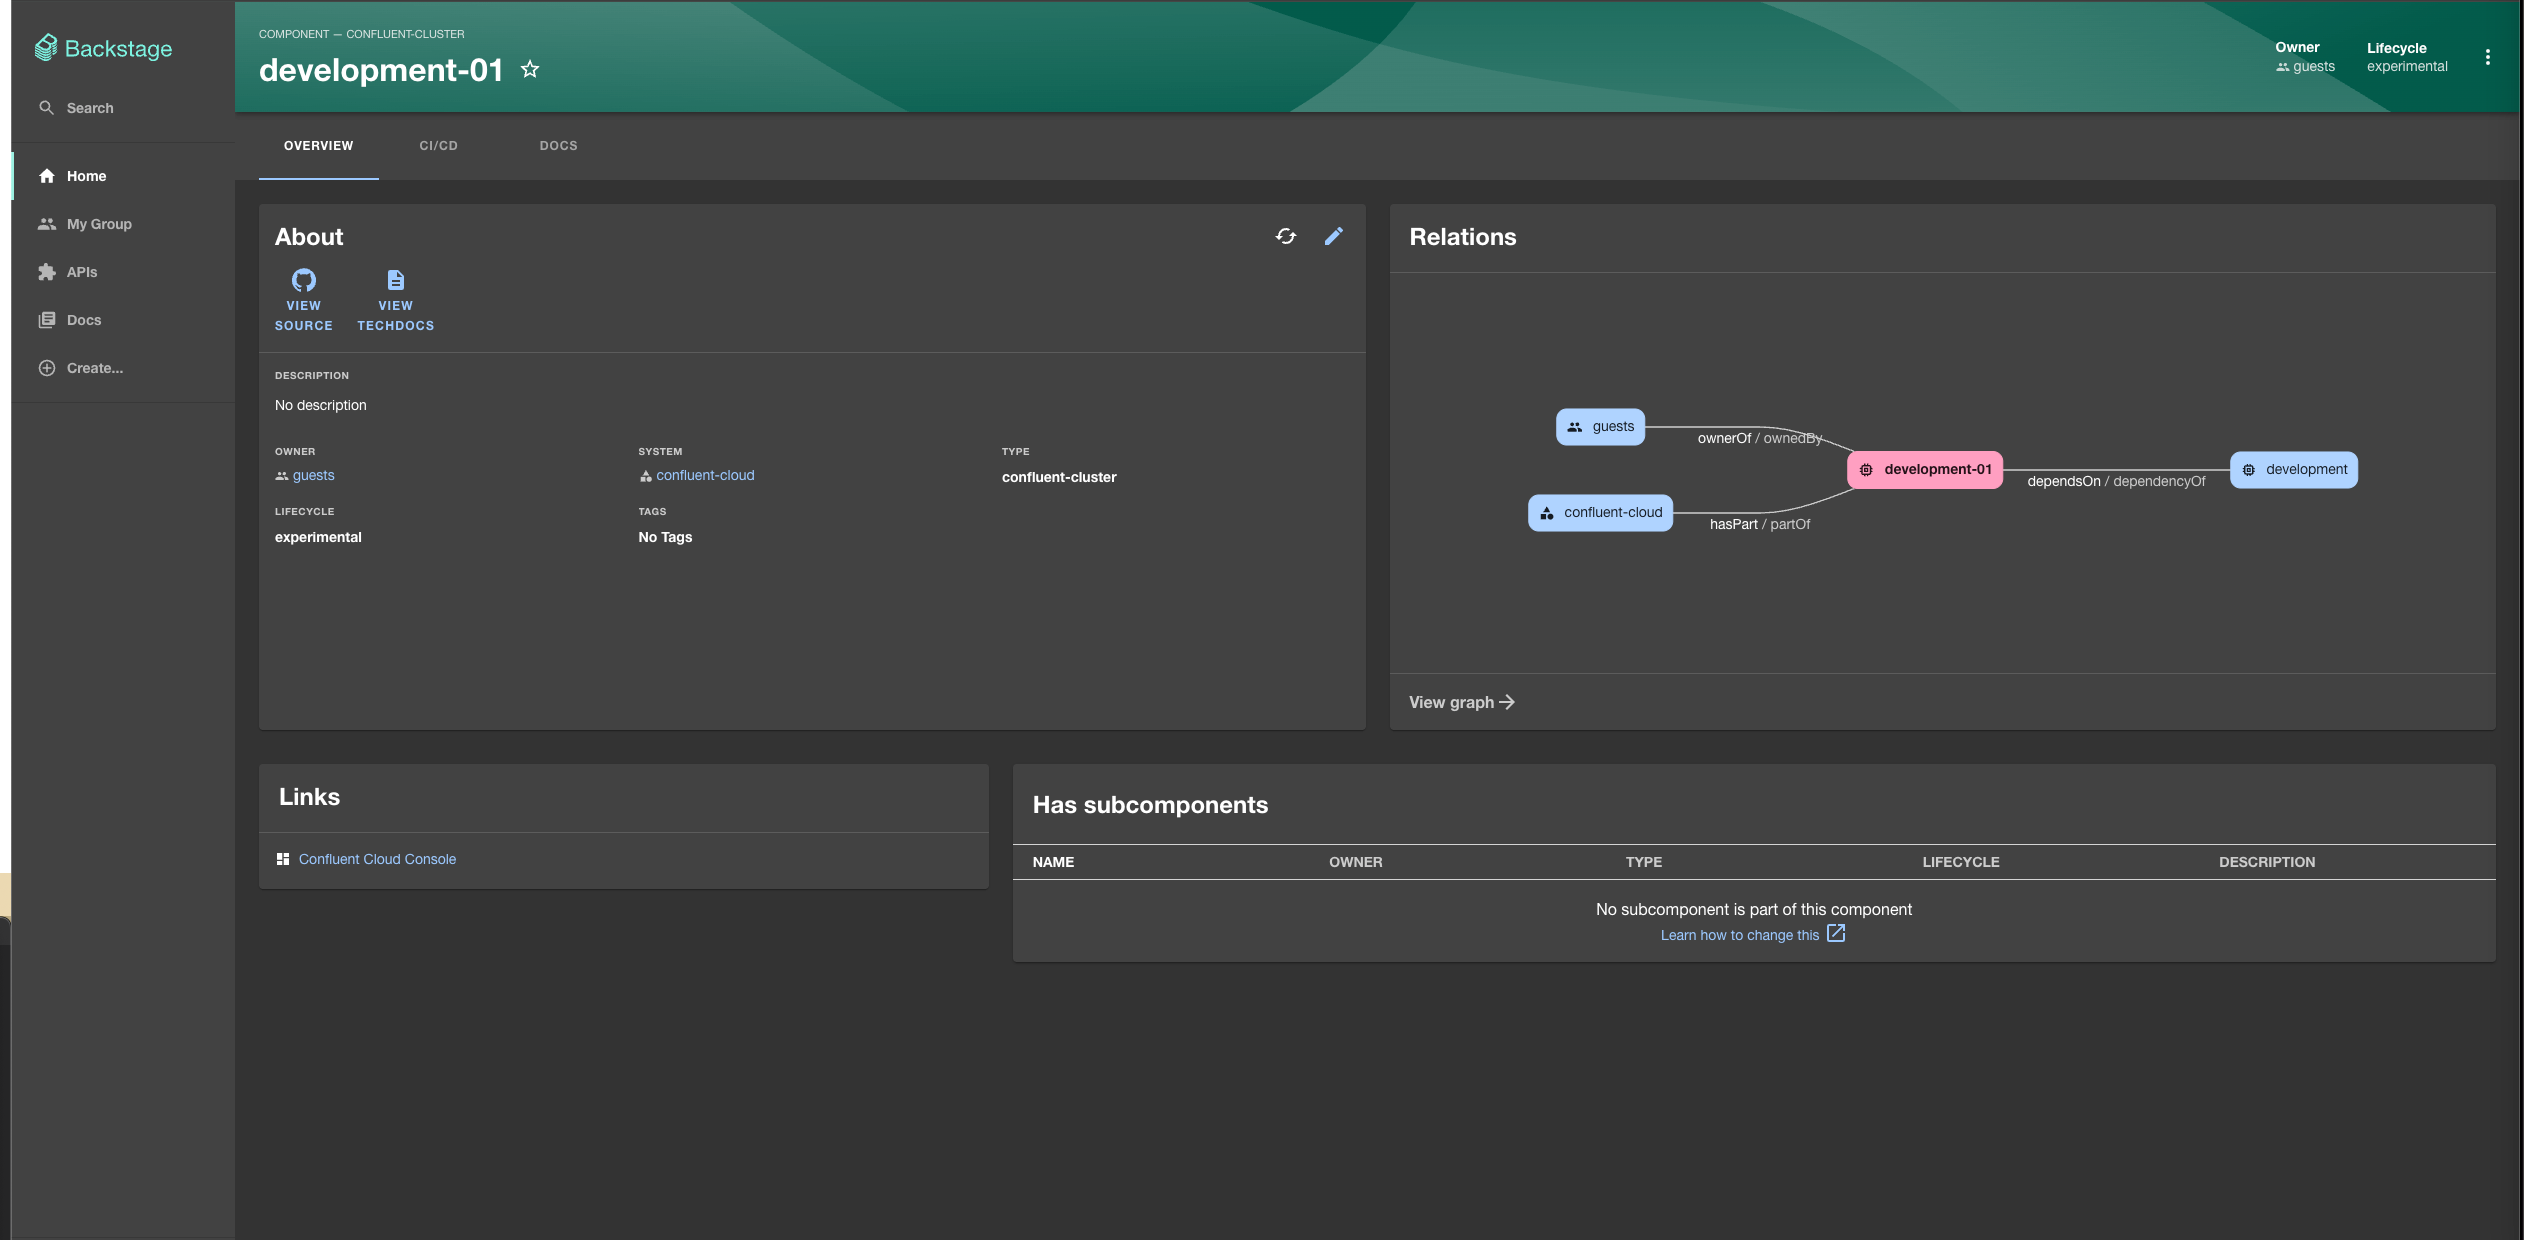 Backstage
Search
Home
My Group
APIs
Docs
Create...
COMPONENT — CONFLUENT-CLUSTER
development-01
Owner
guests
Lifecycle
experimental
OVERVIEW
CI/CD
DOCS
About
VIEW SOURCE
VIEW TECHDOCS
DESCRIPTION
No description
OWNER
guests
SYSTEM
confluent-cloud
TYPE
confluent-cluster
LIFECYCLE
experimental
TAGS
No Tags
Relations
guests
ownerOf / ownedBy
development-01
dependsOn / dependencyOf
development
confluent-cloud
hasPart / partOf
View graph
Links
Confluent Cloud Console
Has subcomponents
NAME OWNER TYPE LIFECYCLE DESCRIPTION
No subcomponent is part of this component
Learn how to change this